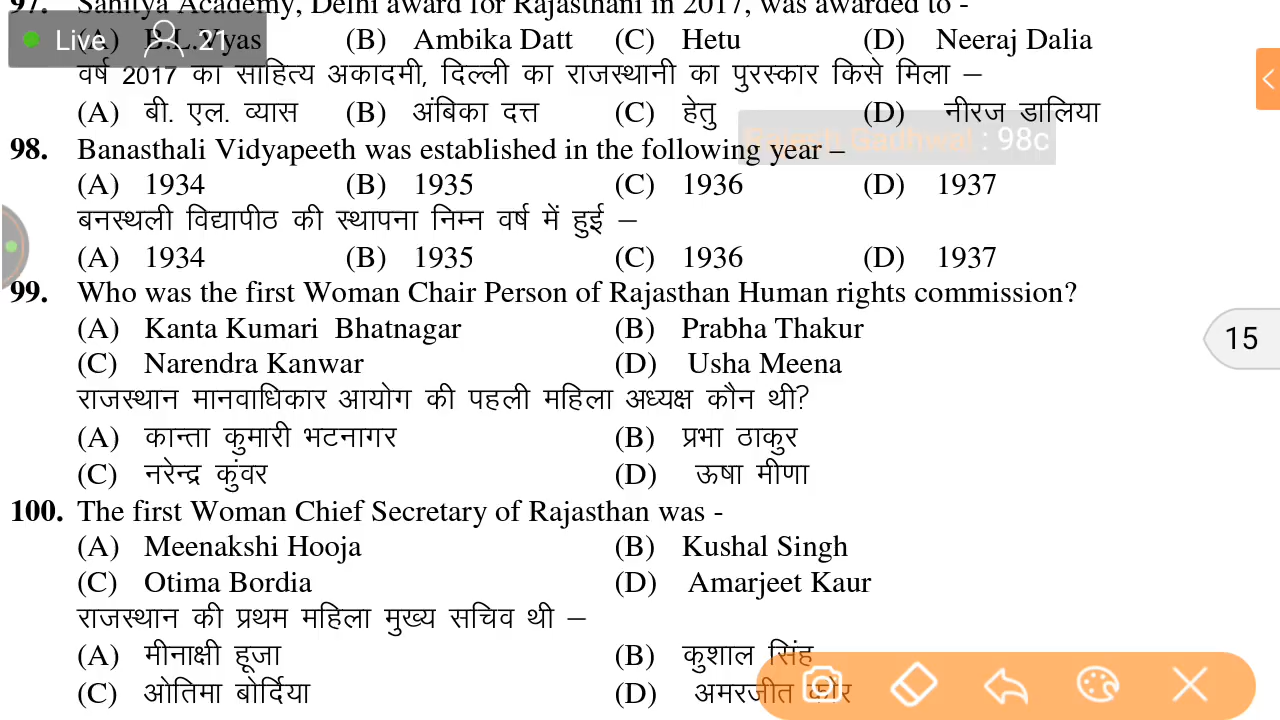 97. Sahitya Academy, Delhi award for Rajasthani in 2017, was awarded to -
Live 21
(A) B.L.Vyas (B) Ambika Datt (C) Hetu (D) Neeraj Dalia
वर्ष 2017 का साहित्य अकादमी, दिल्ली का राजस्थानी का पुरस्कार किसे मिला –
(A) बी. एल. व्यास (B) अंबिका दत्त (C) हेतु (D) नीरज डालिया
Rajesh Gadhwal : 98c
98. Banasthali Vidyapeeth was established in the following year –
(A) 1934 (B) 1935 (C) 1936 (D) 1937
बनस्थली विद्यापीठ की स्थापना निम्न वर्ष में हुई –
(A) 1934 (B) 1935 (C) 1936 (D) 1937
99. Who was the first Woman Chair Person of Rajasthan Human rights commission?
(A) Kanta Kumari Bhatnagar (B) Prabha Thakur
15
(C) Narendra Kanwar (D) Usha Meena
राजस्थान मानवाधिकार आयोग की पहली महिला अध्यक्ष कौन थी?
(A) कान्ता कुमारी भटनागर (B) प्रभा ठाकुर
(C) नरेन्द्र कुंवर (D) ऊषा मीणा
100. The first Woman Chief Secretary of Rajasthan was -
(A) Meenakshi Hooja (B) Kushal Singh
(C) Otima Bordia (D) Amarjeet Kaur
राजस्थान की प्रथम महिला मुख्य सचिव थी –
(A) मीनाक्षी हूजा (B) कुशाल सिंह
(C) ओतिमा बोर्दिया (D) अमरजीत कौर